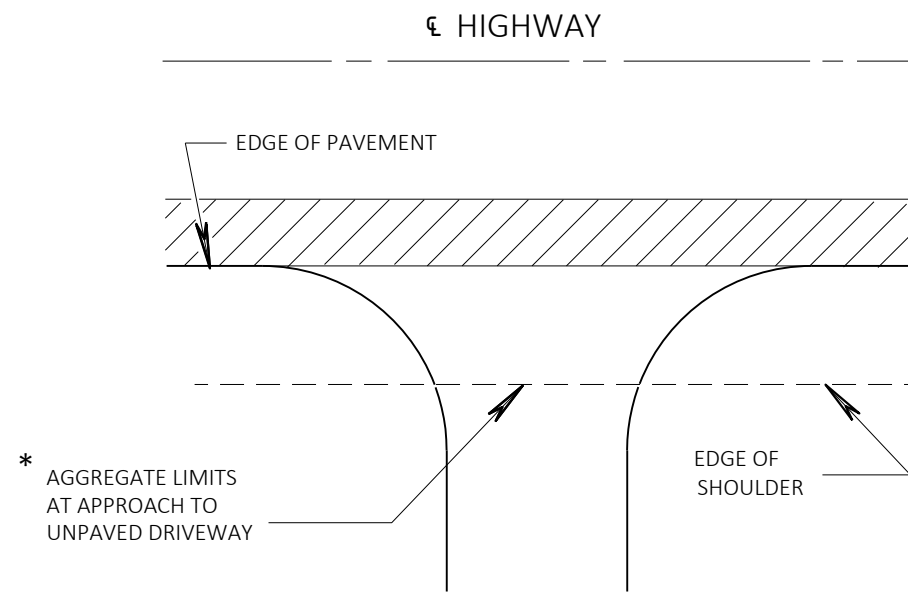 ℄ HIGHWAY
EDGE OF PAVEMENT
*
AGGREGATE LIMITS
AT APPROACH TO
UNPAVED DRIVEWAY
EDGE OF
SHOULDER